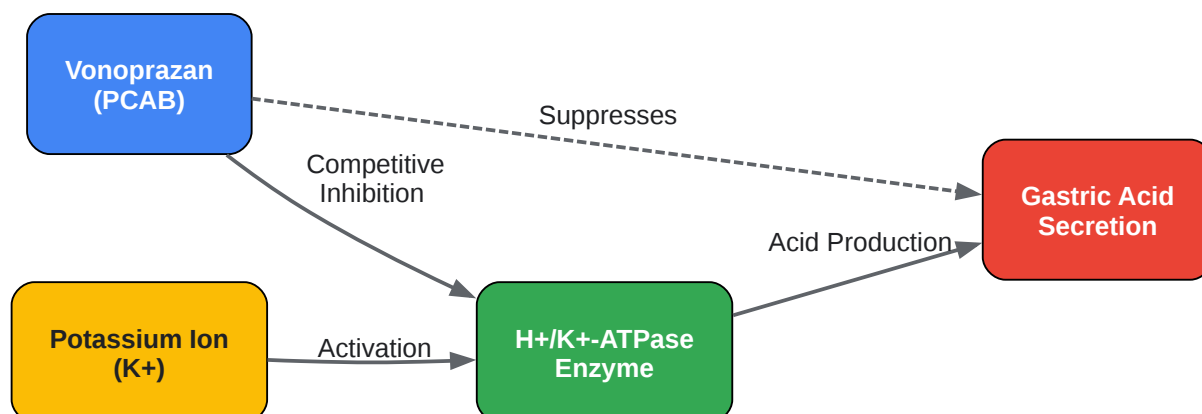 Vonoprazan
(PCAB)
Suppresses
Competitive
Inhibition
Gastric Acid
Secretion
Acid Production
Potassium Ion
(K+)
Activation
H+/K+-ATPase
Enzyme